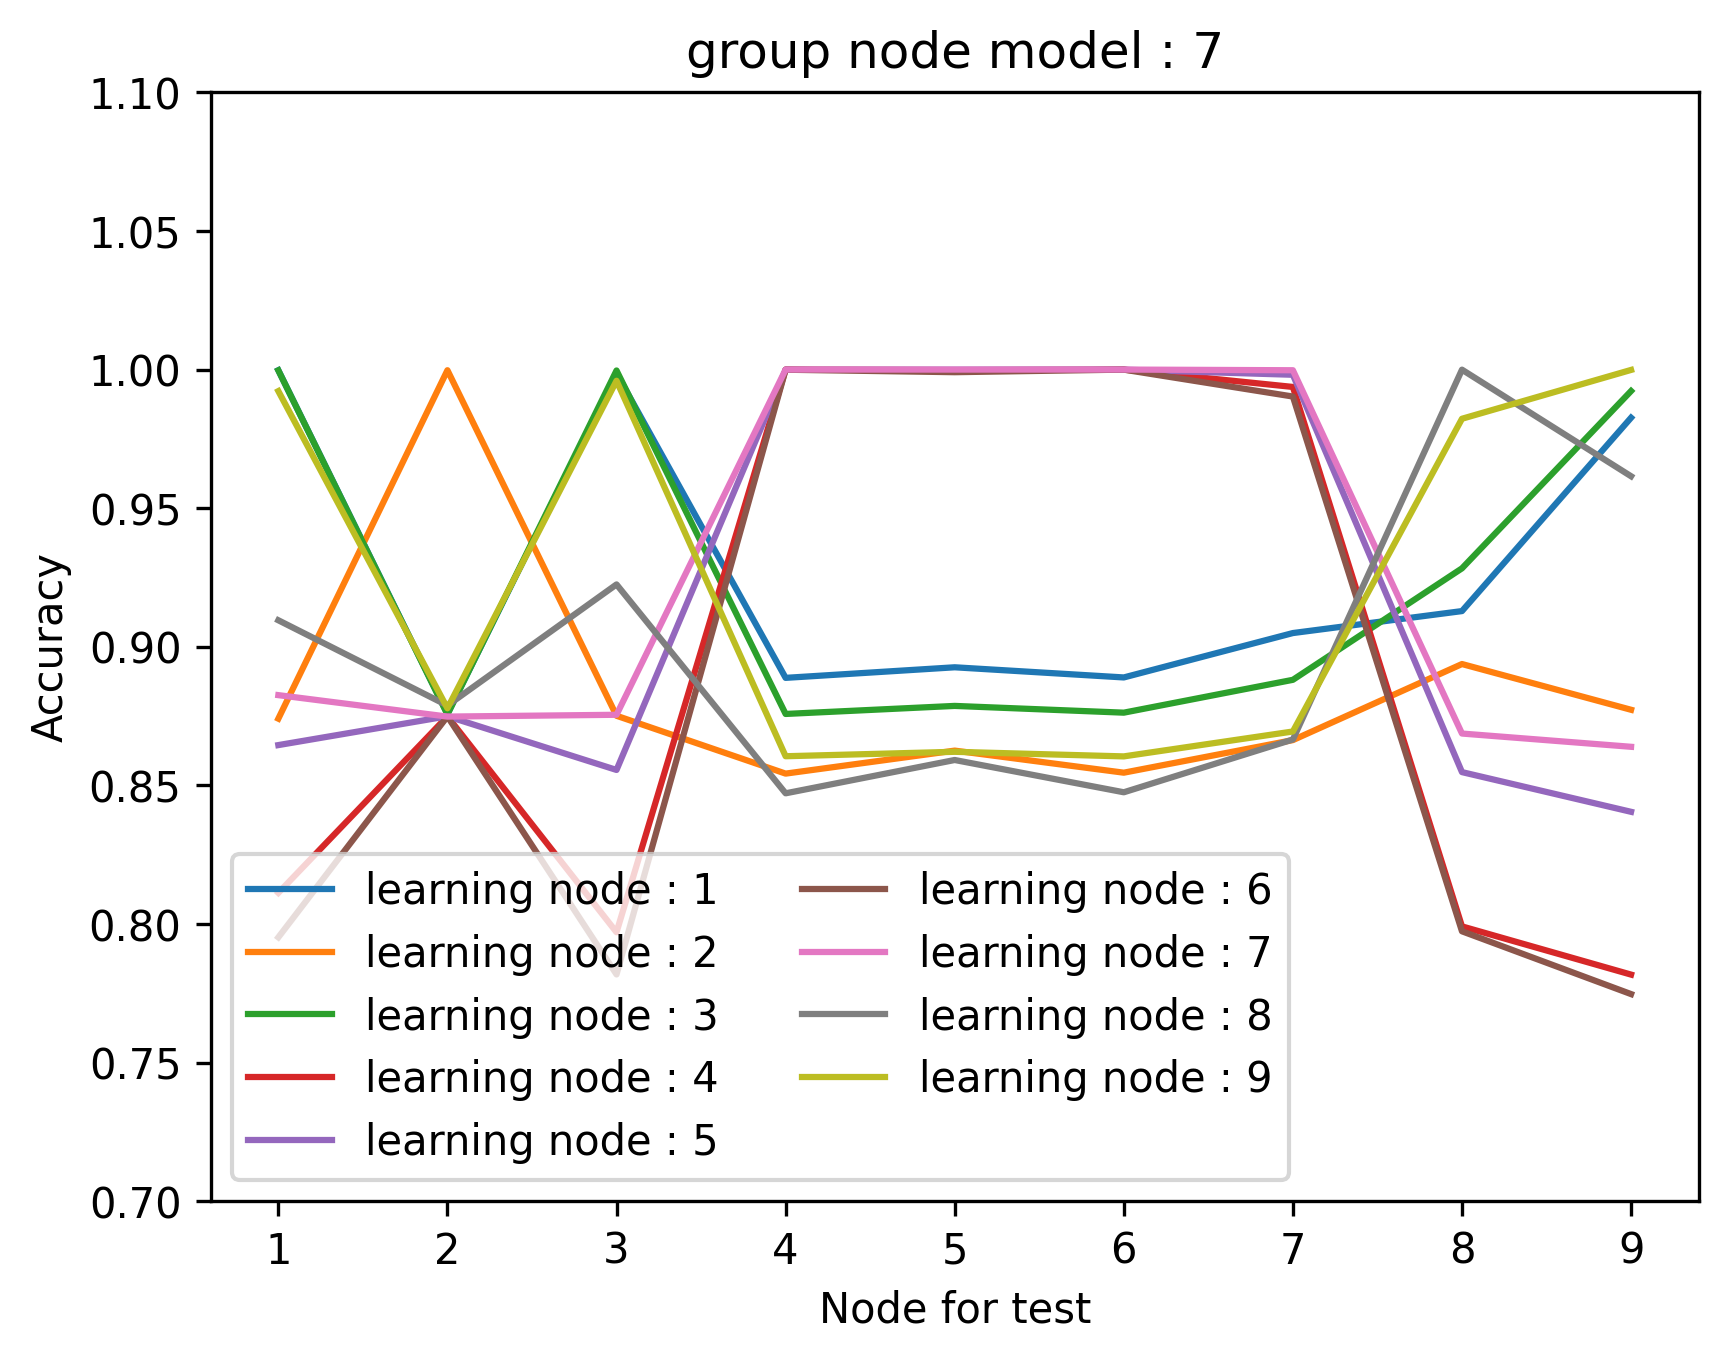 group node model : 7
1.10
1.05
1.00
0.95
0.90
0.85
0.80
0.75
0.70
Accuracy
learning node : 1
learning node : 2
learning node : 3
learning node : 4
learning node : 5
learning node : 6
learning node : 7
learning node : 8
learning node : 9
1 2 3 4 5 6 7 8 9
Node for test